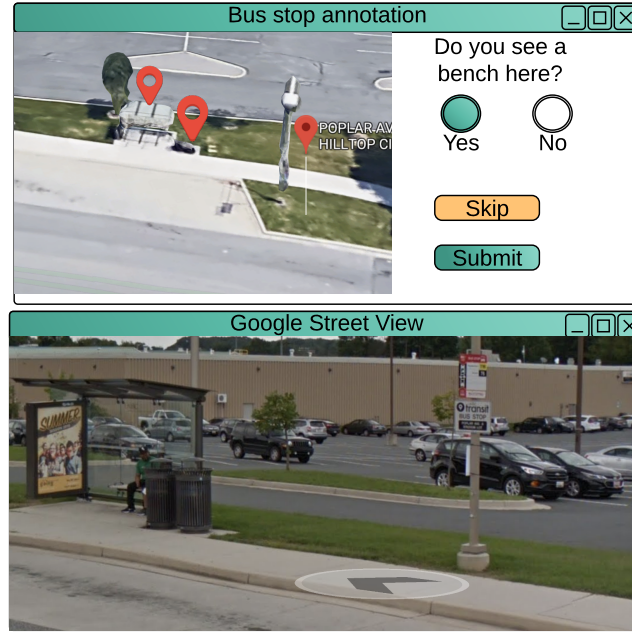 Bus stop annotation
Do you see a
bench here?
Yes
No
POPLAR AV
HILLTOP CI
Skip
Submit
Google Street View
SUMMER
transit
BUS STOP